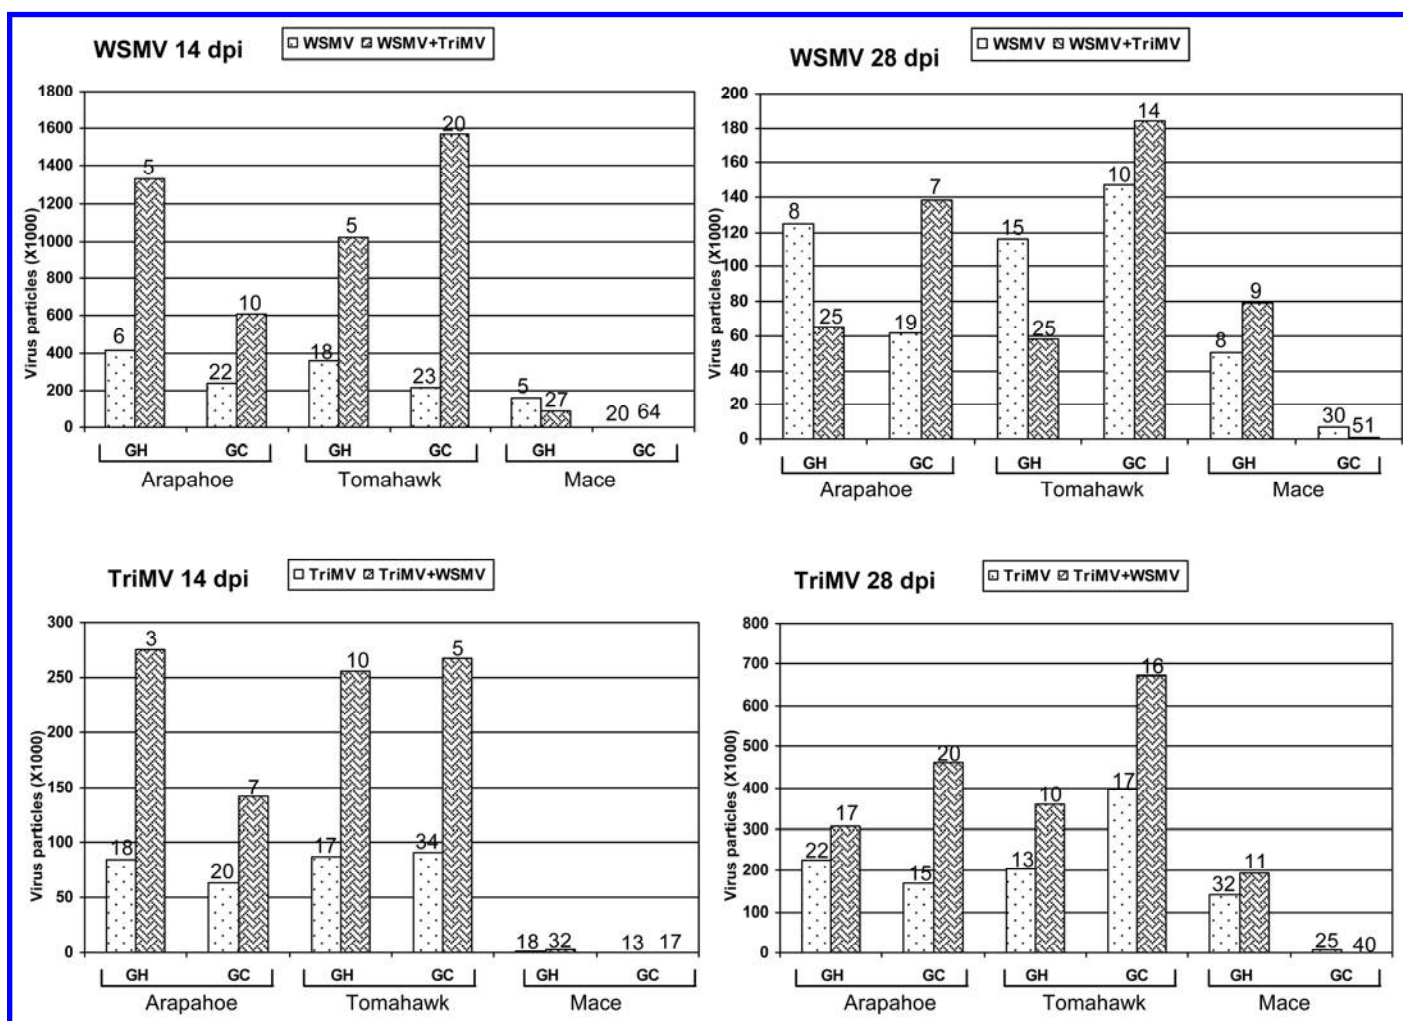 WSMV 14 dpi
WSMV WSMV+TriMV
Virus particles (X1000)
1800
1600
1400
1200
1000
800
600
400
200
0
6 5 22 10 18 5 23 20 5 27 20 64
GH GC GH GC GH GC
Arapahoe Tomahawk Mace
WSMV 28 dpi
WSMV WSMV+TriMV
Virus particles (X1000)
200
180
160
140
120
100
80
60
40
20
0
8 25 19 7 15 25 10 14 8 9 30 51
GH GC GH GC GH GC
Arapahoe Tomahawk Mace
TriMV 14 dpi
TriMV TriMV+WSMV
Virus particles (X1000)
300
250
200
150
100
50
0
18 3 20 7 17 10 34 5 18 32 13 17
GH GC GH GC GH GC
Arapahoe Tomahawk Mace
TriMV 28 dpi
TriMV TriMV+WSMV
Virus particles (X1000)
800
700
600
500
400
300
200
100
0
22 17 15 20 13 10 17 16 32 11 25 40
GH GC GH GC GH GC
Arapahoe Tomahawk Mace